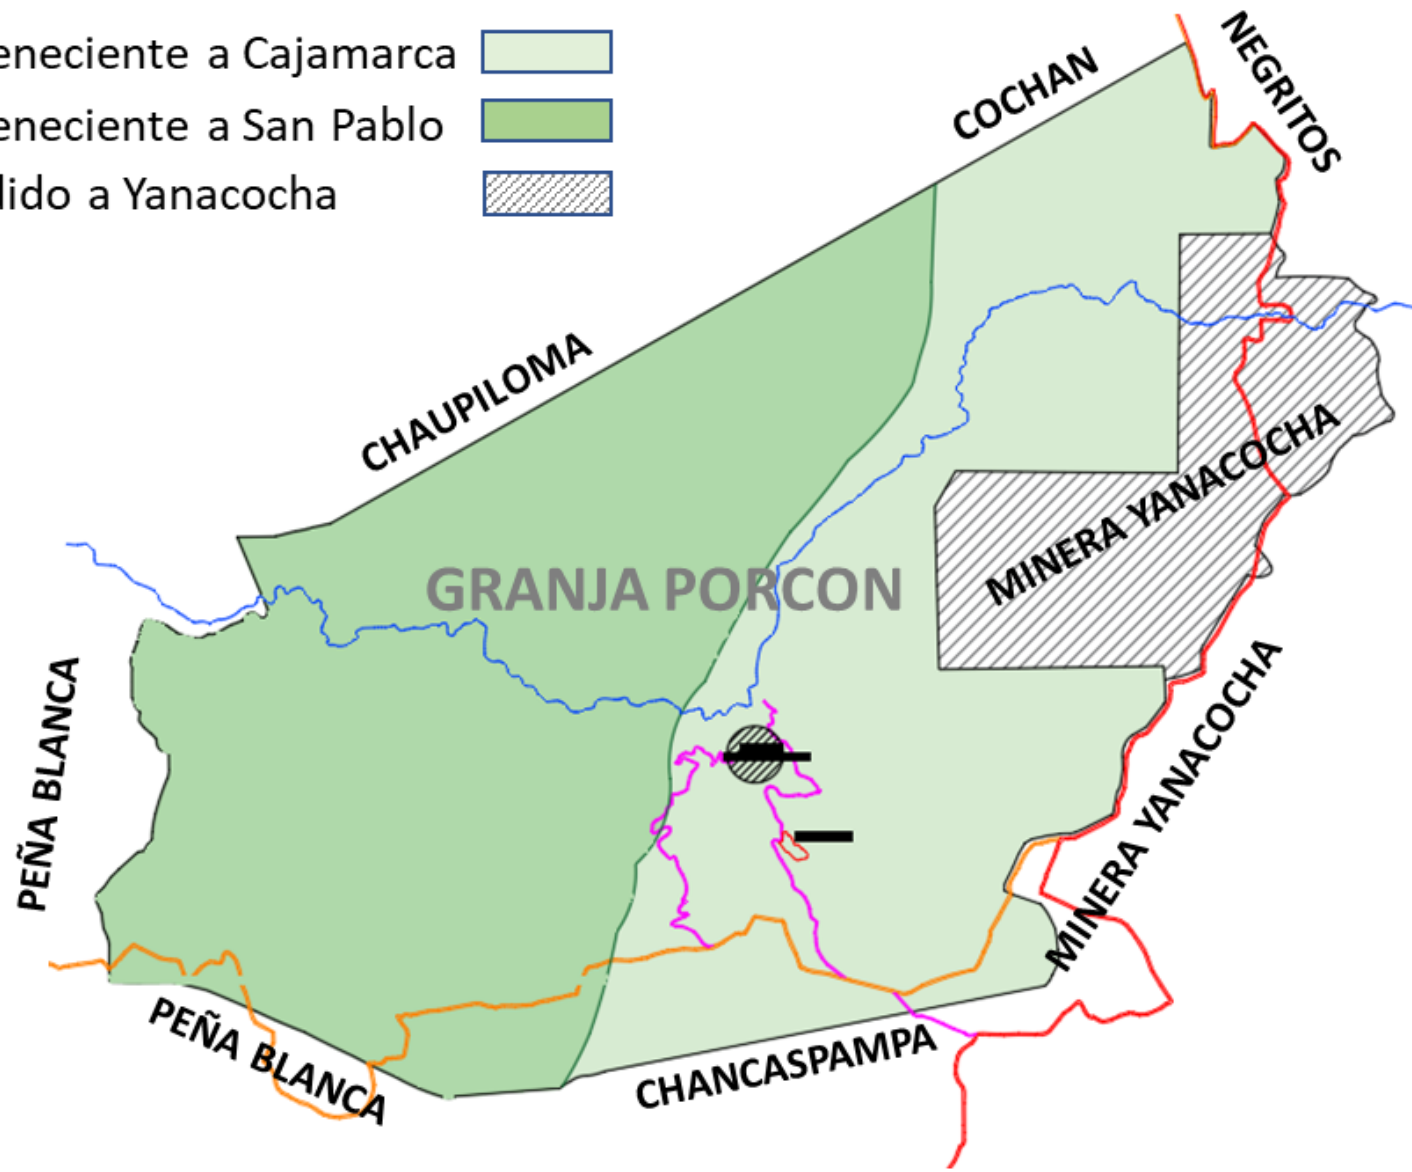 eneciente a Cajamarca
eneciente a San Pablo
dido a Yanacocha
COCHAN
NEGRITOS
CHAUPILOMA
MINERA YANACOCHA
GRANJA PORCON
PEÑA BLANCA
MINERA YANACOCHA
PEÑA BLANCA
CHANCASPAMPA